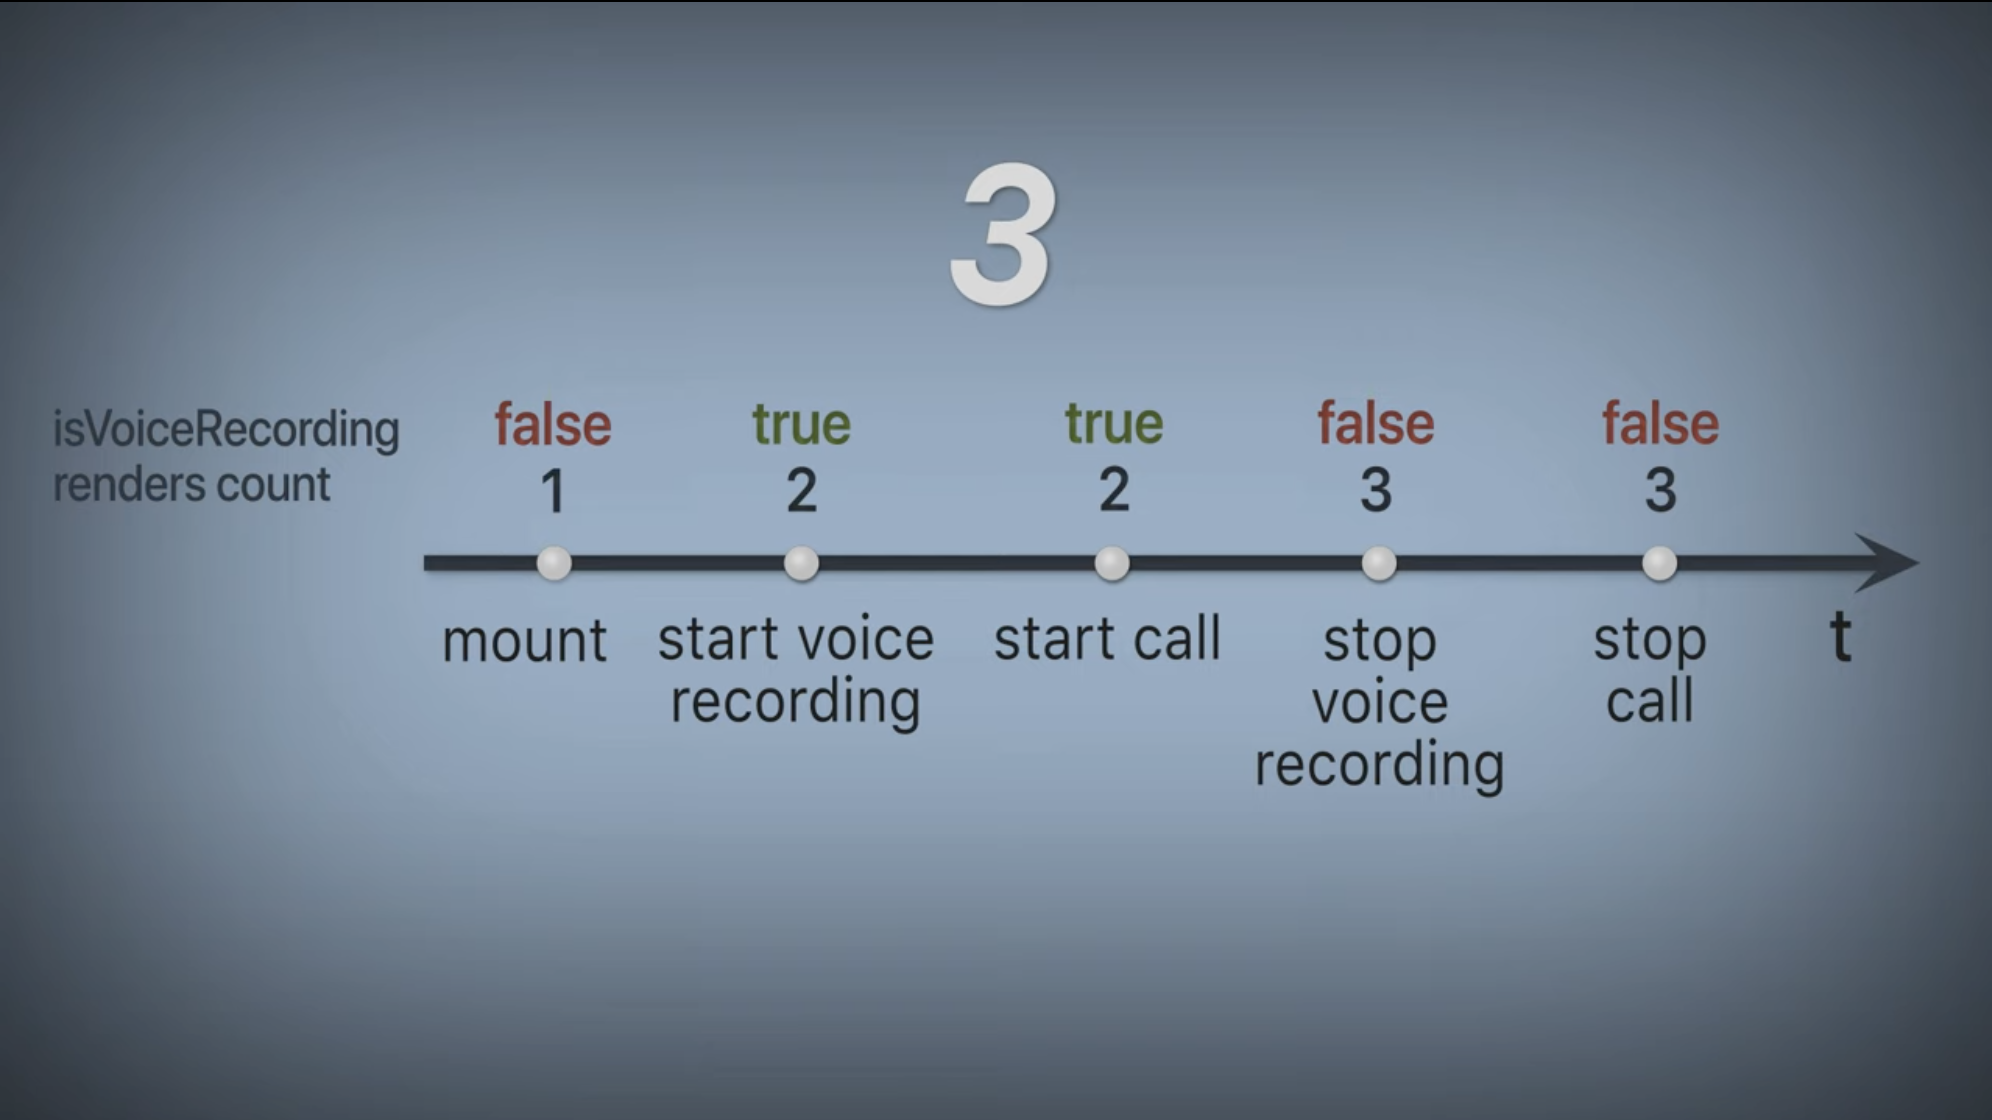 3
isVoiceRecording false true true false false
renders count 1 2 2 3 3
mount start voice start call stop stop t
recording voice call
recording